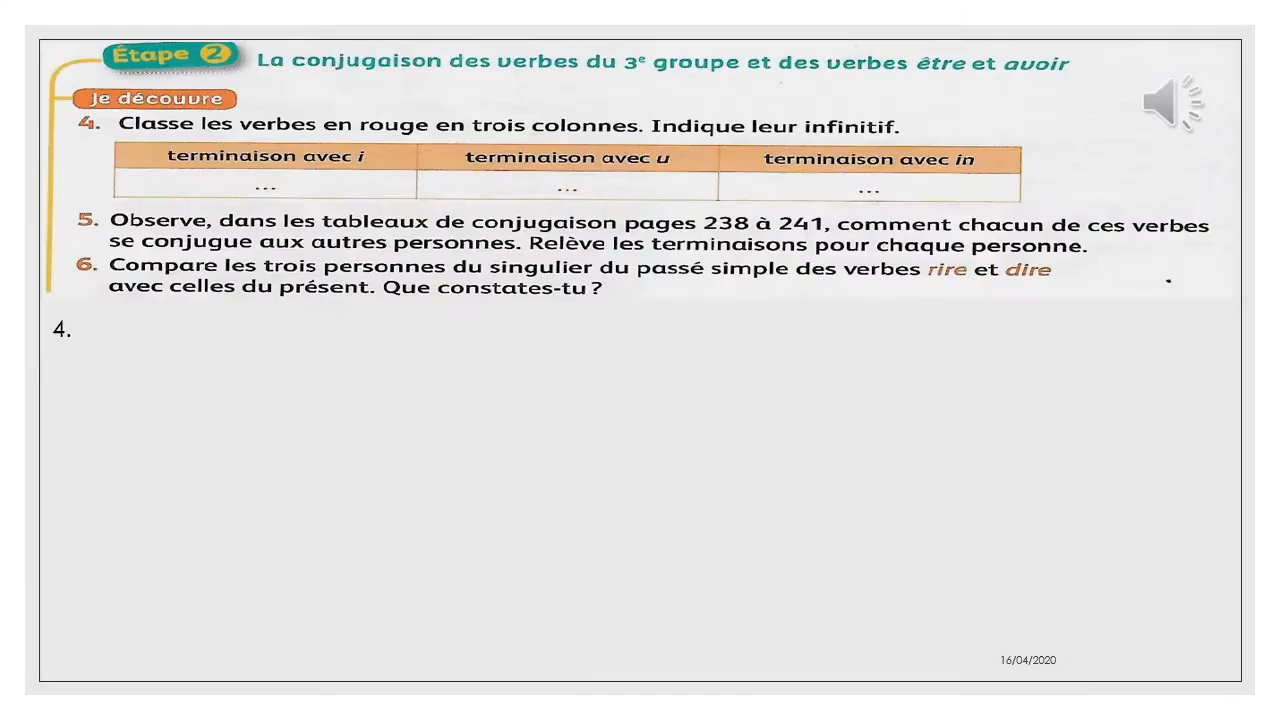 Étape 2 La conjugaison des verbes du 3e groupe et des verbes être et avoir
Je découvre
4. Classe les verbes en rouge en trois colonnes. Indique leur infinitif.
terminaison avec i terminaison avec u terminaison avec in
... ... ...
5. Observe, dans les tableaux de conjugaison pages 238 à 241, comment chacun de ces verbes
se conjugue aux autres personnes. Relève les terminaisons pour chaque personne.
6. Compare les trois personnes du singulier du passé simple des verbes rire et dire
avec celles du présent. Que constates-tu ?
4.
16/04/2020